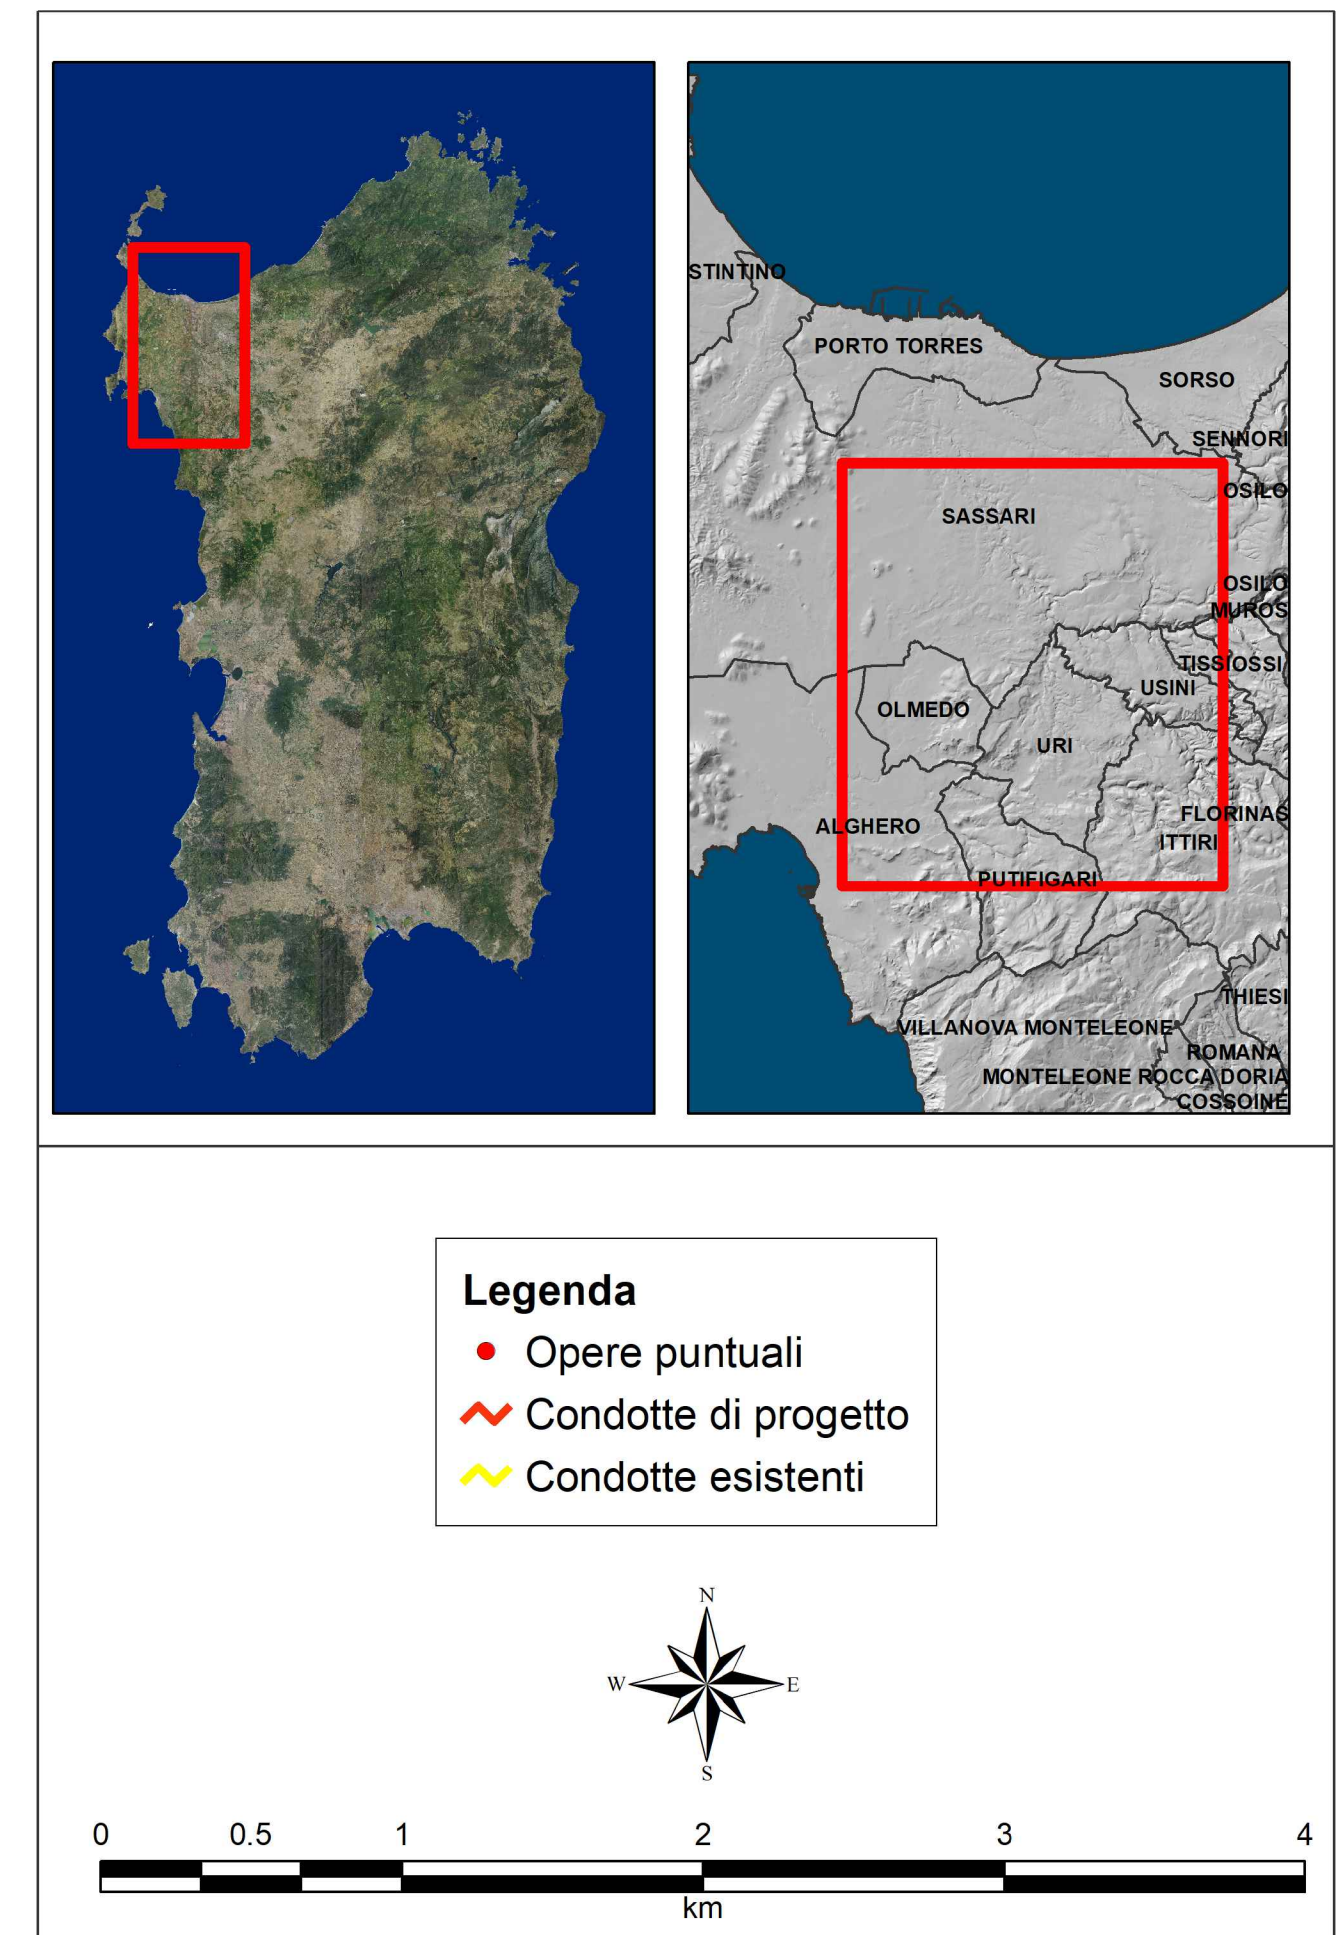 STINTINO
PORTO TORRES
SORSO
SENNORI
OSILO
SASSARI
OSILO
MUROS
TISSI
OSSI
USINI
OLMEDO
URI
FLORINAS
ALGHERO
ITTIRI
PUTIFIGARI
THIESI
VILLANOVA MONTELEONE
ROMANA
MONTELEONE ROCCA DORIA
COSSOINE
Legenda
Opere puntuali
Condotte di progetto
Condotte esistenti
N
W E
S
0 0.5 1 2 3 4
km